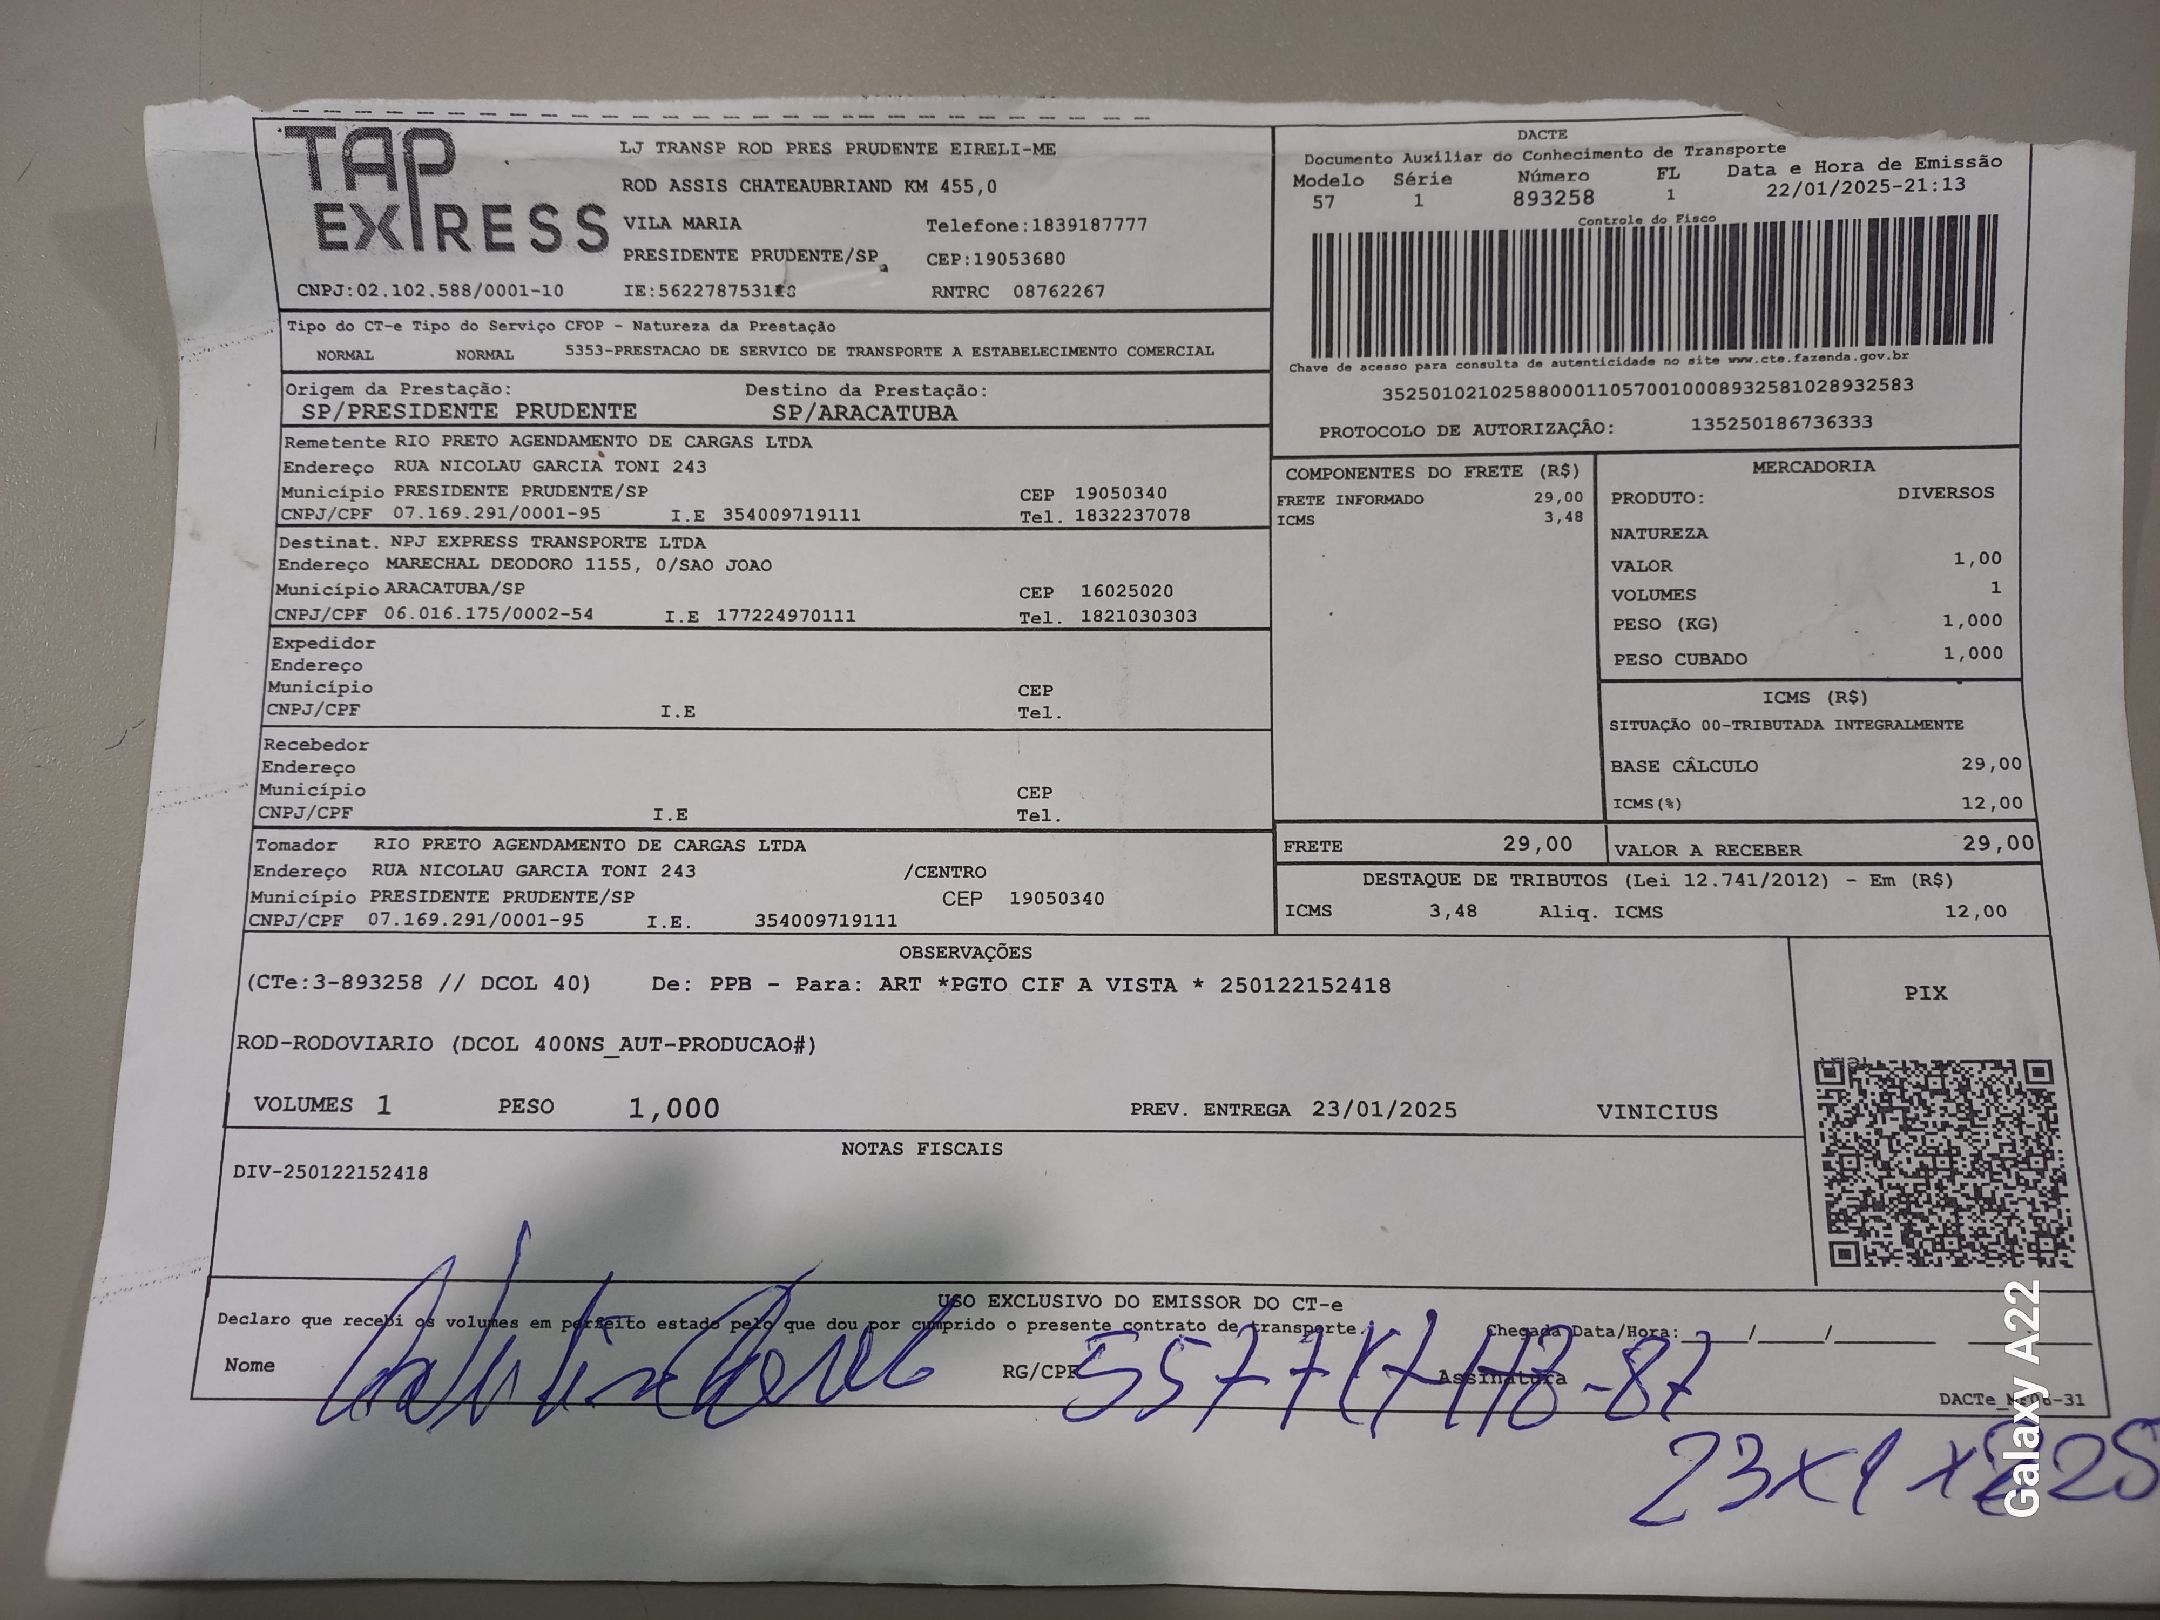 TAP EXPRESS
LJ TRANSP ROD PRES PRUDENTE EIRELI-ME
ROD ASSIS CHATEAUBRIAND KM 455,0
VILA MARIA Telefone:1839187777
PRESIDENTE PRUDENTE/SP CEP:19053680
CNPJ:02.102.588/0001-10 IE:562278753118 RNTRC 08762267
DACTE
Documento Auxiliar do Conhecimento de Transporte
Modelo Série Número FL Data e Hora de Emissão
57 1 893258 1 22/01/2025-21:13
Controle do Fisco
Chave de acesso para consulta de autenticidade no site www.cte.fazenda.gov.br
35250102102588000110570010008932581028932583
PROTOCOLO DE AUTORIZAÇÃO: 135250186736333
Tipo do CT-e Tipo do Serviço CFOP - Natureza da Prestação
NORMAL NORMAL 5353-PRESTACAO DE SERVICO DE TRANSPORTE A ESTABELECIMENTO COMERCIAL
Origem da Prestação: Destino da Prestação:
SP/PRESIDENTE PRUDENTE SP/ARACATUBA
Remetente RIO PRETO AGENDAMENTO DE CARGAS LTDA
Endereço RUA NICOLAU GARCIA TONI 243
Município PRESIDENTE PRUDENTE/SP CEP 19050340
CNPJ/CPF 07.169.291/0001-95 I.E 354009719111 Tel. 1832237078
Destinat. NPJ EXPRESS TRANSPORTE LTDA
Endereço MARECHAL DEODORO 1155, 0/SAO JOAO
Município ARACATUBA/SP CEP 16025020
CNPJ/CPF 06.016.175/0002-54 I.E 177224970111 Tel. 1821030303
Expedidor
Endereço
Município CEP
CNPJ/CPF I.E Tel.
Recebedor
Endereço
Município CEP
CNPJ/CPF I.E Tel.
Tomador RIO PRETO AGENDAMENTO DE CARGAS LTDA
Endereço RUA NICOLAU GARCIA TONI 243 /CENTRO
Município PRESIDENTE PRUDENTE/SP CEP 19050340
CNPJ/CPF 07.169.291/0001-95 I.E. 354009719111
COMPONENTES DO FRETE (R$)
FRETE INFORMADO 29,00
ICMS 3,48
MERCADORIA
PRODUTO: DIVERSOS
NATUREZA
VALOR 1,00
VOLUMES 1
PESO (KG) 1,000
PESO CUBADO 1,000
ICMS (R$)
SITUAÇÃO 00-TRIBUTADA INTEGRALMENTE
BASE CÂLCULO 29,00
ICMS(%) 12,00
FRETE 29,00 VALOR A RECEBER 29,00
DESTAQUE DE TRIBUTOS (Lei 12.741/2012) - Em (R$)
ICMS 3,48 Aliq. ICMS 12,00
OBSERVAÇÕES
(CTe:3-893258 // DCOL 40) De: PPB - Para: ART *PGTO CIF A VISTA * 250122152418
ROD-RODOVIARIO (DCOL 400NS_AUT-PRODUCAO#)
VOLUMES 1 PESO 1,000 PREV. ENTREGA 23/01/2025 VINICIUS
PIX
NOTAS FISCAIS
DIV-250122152418
USO EXCLUSIVO DO EMISSOR DO CT-e
Declaro que recebi os volumes em perfeito estado pelo que dou por cumprido o presente contrato de transporte.
Chegada Data/Hora:
Nome RG/CPF Assinatura
DACTe
Galaxy A22